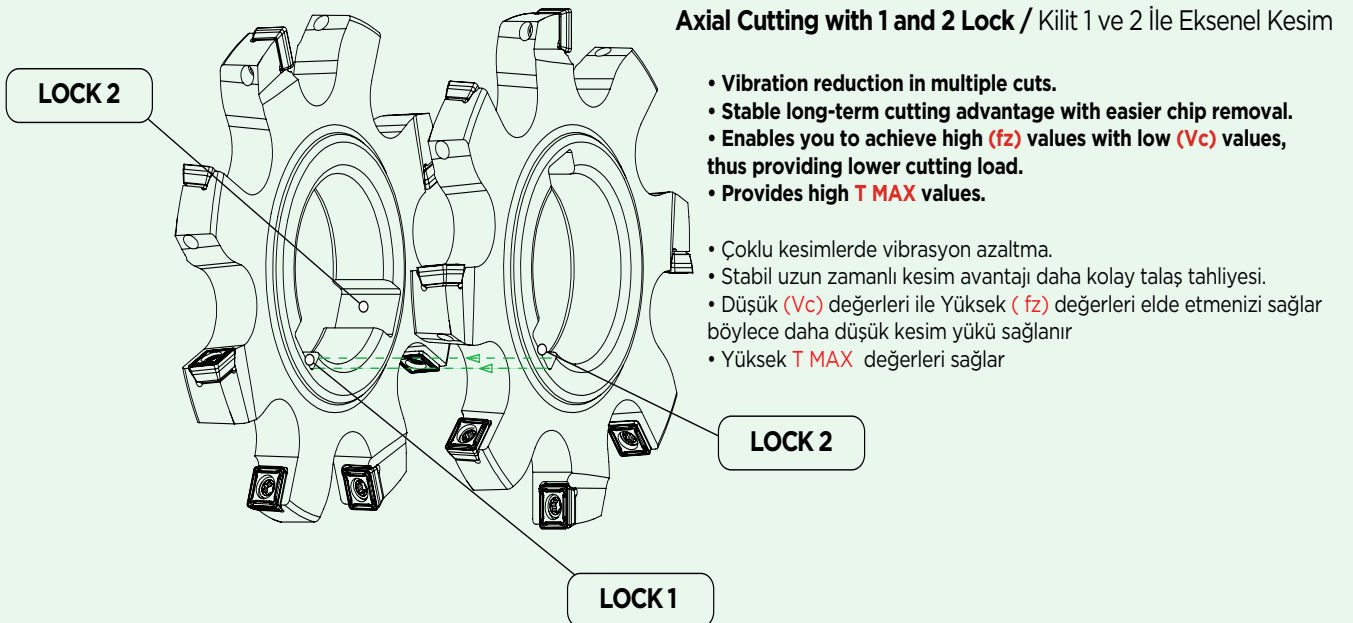 Axial Cutting with 1 and 2 Lock / Kilit 1 ve 2 İle Eksenel Kesim
LOCK 2
• Vibration reduction in multiple cuts.
• Stable long-term cutting advantage with easier chip removal.
• Enables you to achieve high (fz) values with low (Vc) values,
thus providing lower cutting load.
• Provides high T MAX values.
• Çoklu kesimlerde vibrasyon azaltma.
• Stabil uzun zamanlı kesim avantajı daha kolay talaş tahliyesi.
• Düşük (Vc) değerleri ile Yüksek ( fz) değerleri elde etmenizi sağlar
böylece daha düşük kesim yükü sağlanır
• Yüksek T MAX değerleri sağlar
LOCK 2
LOCK 1